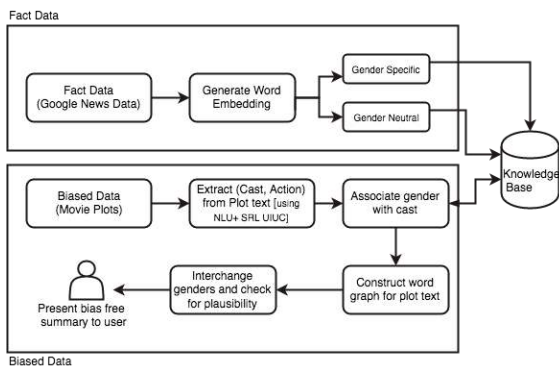 Fact Data
Fact Data
(Google News Data)
Generate Word
Embedding
Gender Specific
Gender Neutral
Knowledge
Base
Biased Data
(Movie Plots)
Extract (Cast, Action)
from Plot text [using
NLU+ SRL UIUC]
Associate gender
with cast
Construct word
graph for plot text
Interchange
genders and check
for plausibility
Present bias free
summary to user
Biased Data